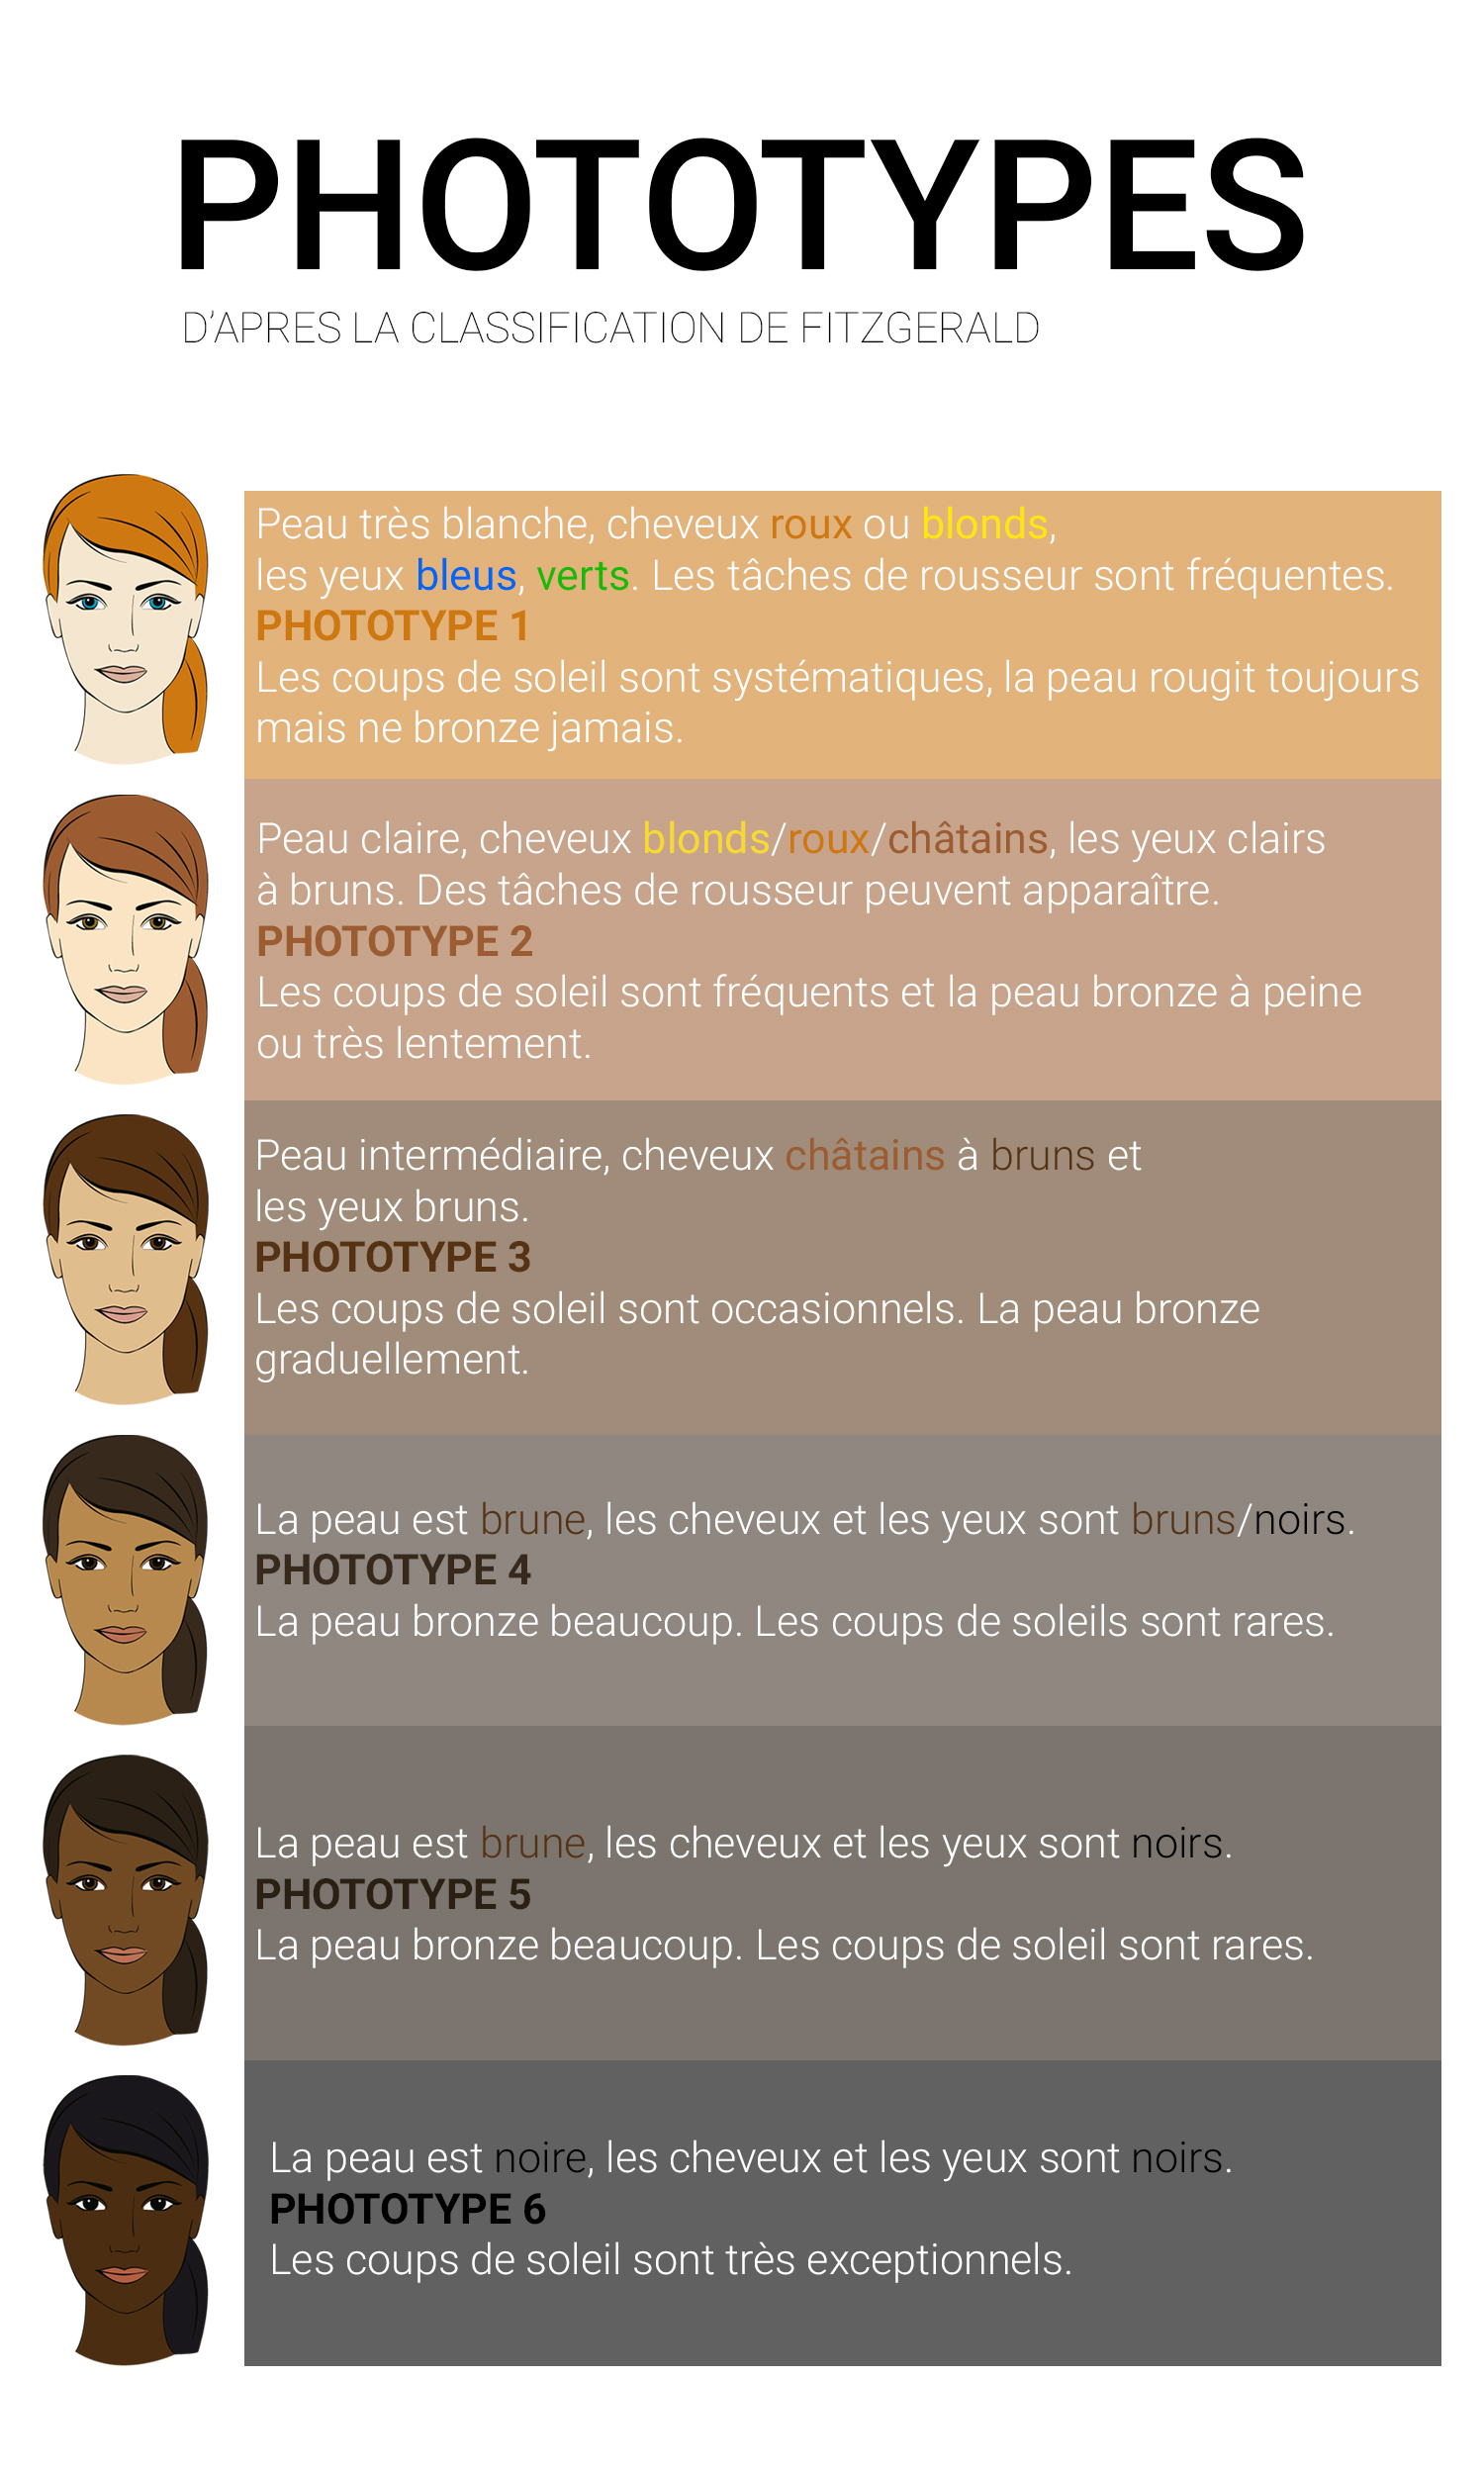 PHOTOTYPES
D'APRES LA CLASSIFICATION DE FITZGERALD
Peau très blanche, cheveux roux ou blonds,
les yeux bleus, verts. Les tâches de rousseur sont fréquentes.
PHOTOTYPE 1
Les coups de soleil sont systématiques, la peau rougit toujours
mais ne bronze jamais.
Peau claire, cheveux blonds/roux/châtains, les yeux clairs
à bruns. Des tâches de rousseur peuvent apparaître.
PHOTOTYPE 2
Les coups de soleil sont fréquents et la peau bronze à peine
ou très lentement.
Peau intermédiaire, cheveux châtains à bruns et
les yeux bruns.
PHOTOTYPE 3
Les coups de soleil sont occasionnels. La peau bronze
graduellement.
La peau est brune, les cheveux et les yeux sont bruns/noirs.
PHOTOTYPE 4
La peau bronze beaucoup. Les coups de soleils sont rares.
La peau est brune, les cheveux et les yeux sont noirs.
PHOTOTYPE 5
La peau bronze beaucoup. Les coups de soleil sont rares.
La peau est noire, les cheveux et les yeux sont noirs.
PHOTOTYPE 6
Les coups de soleil sont très exceptionnels.